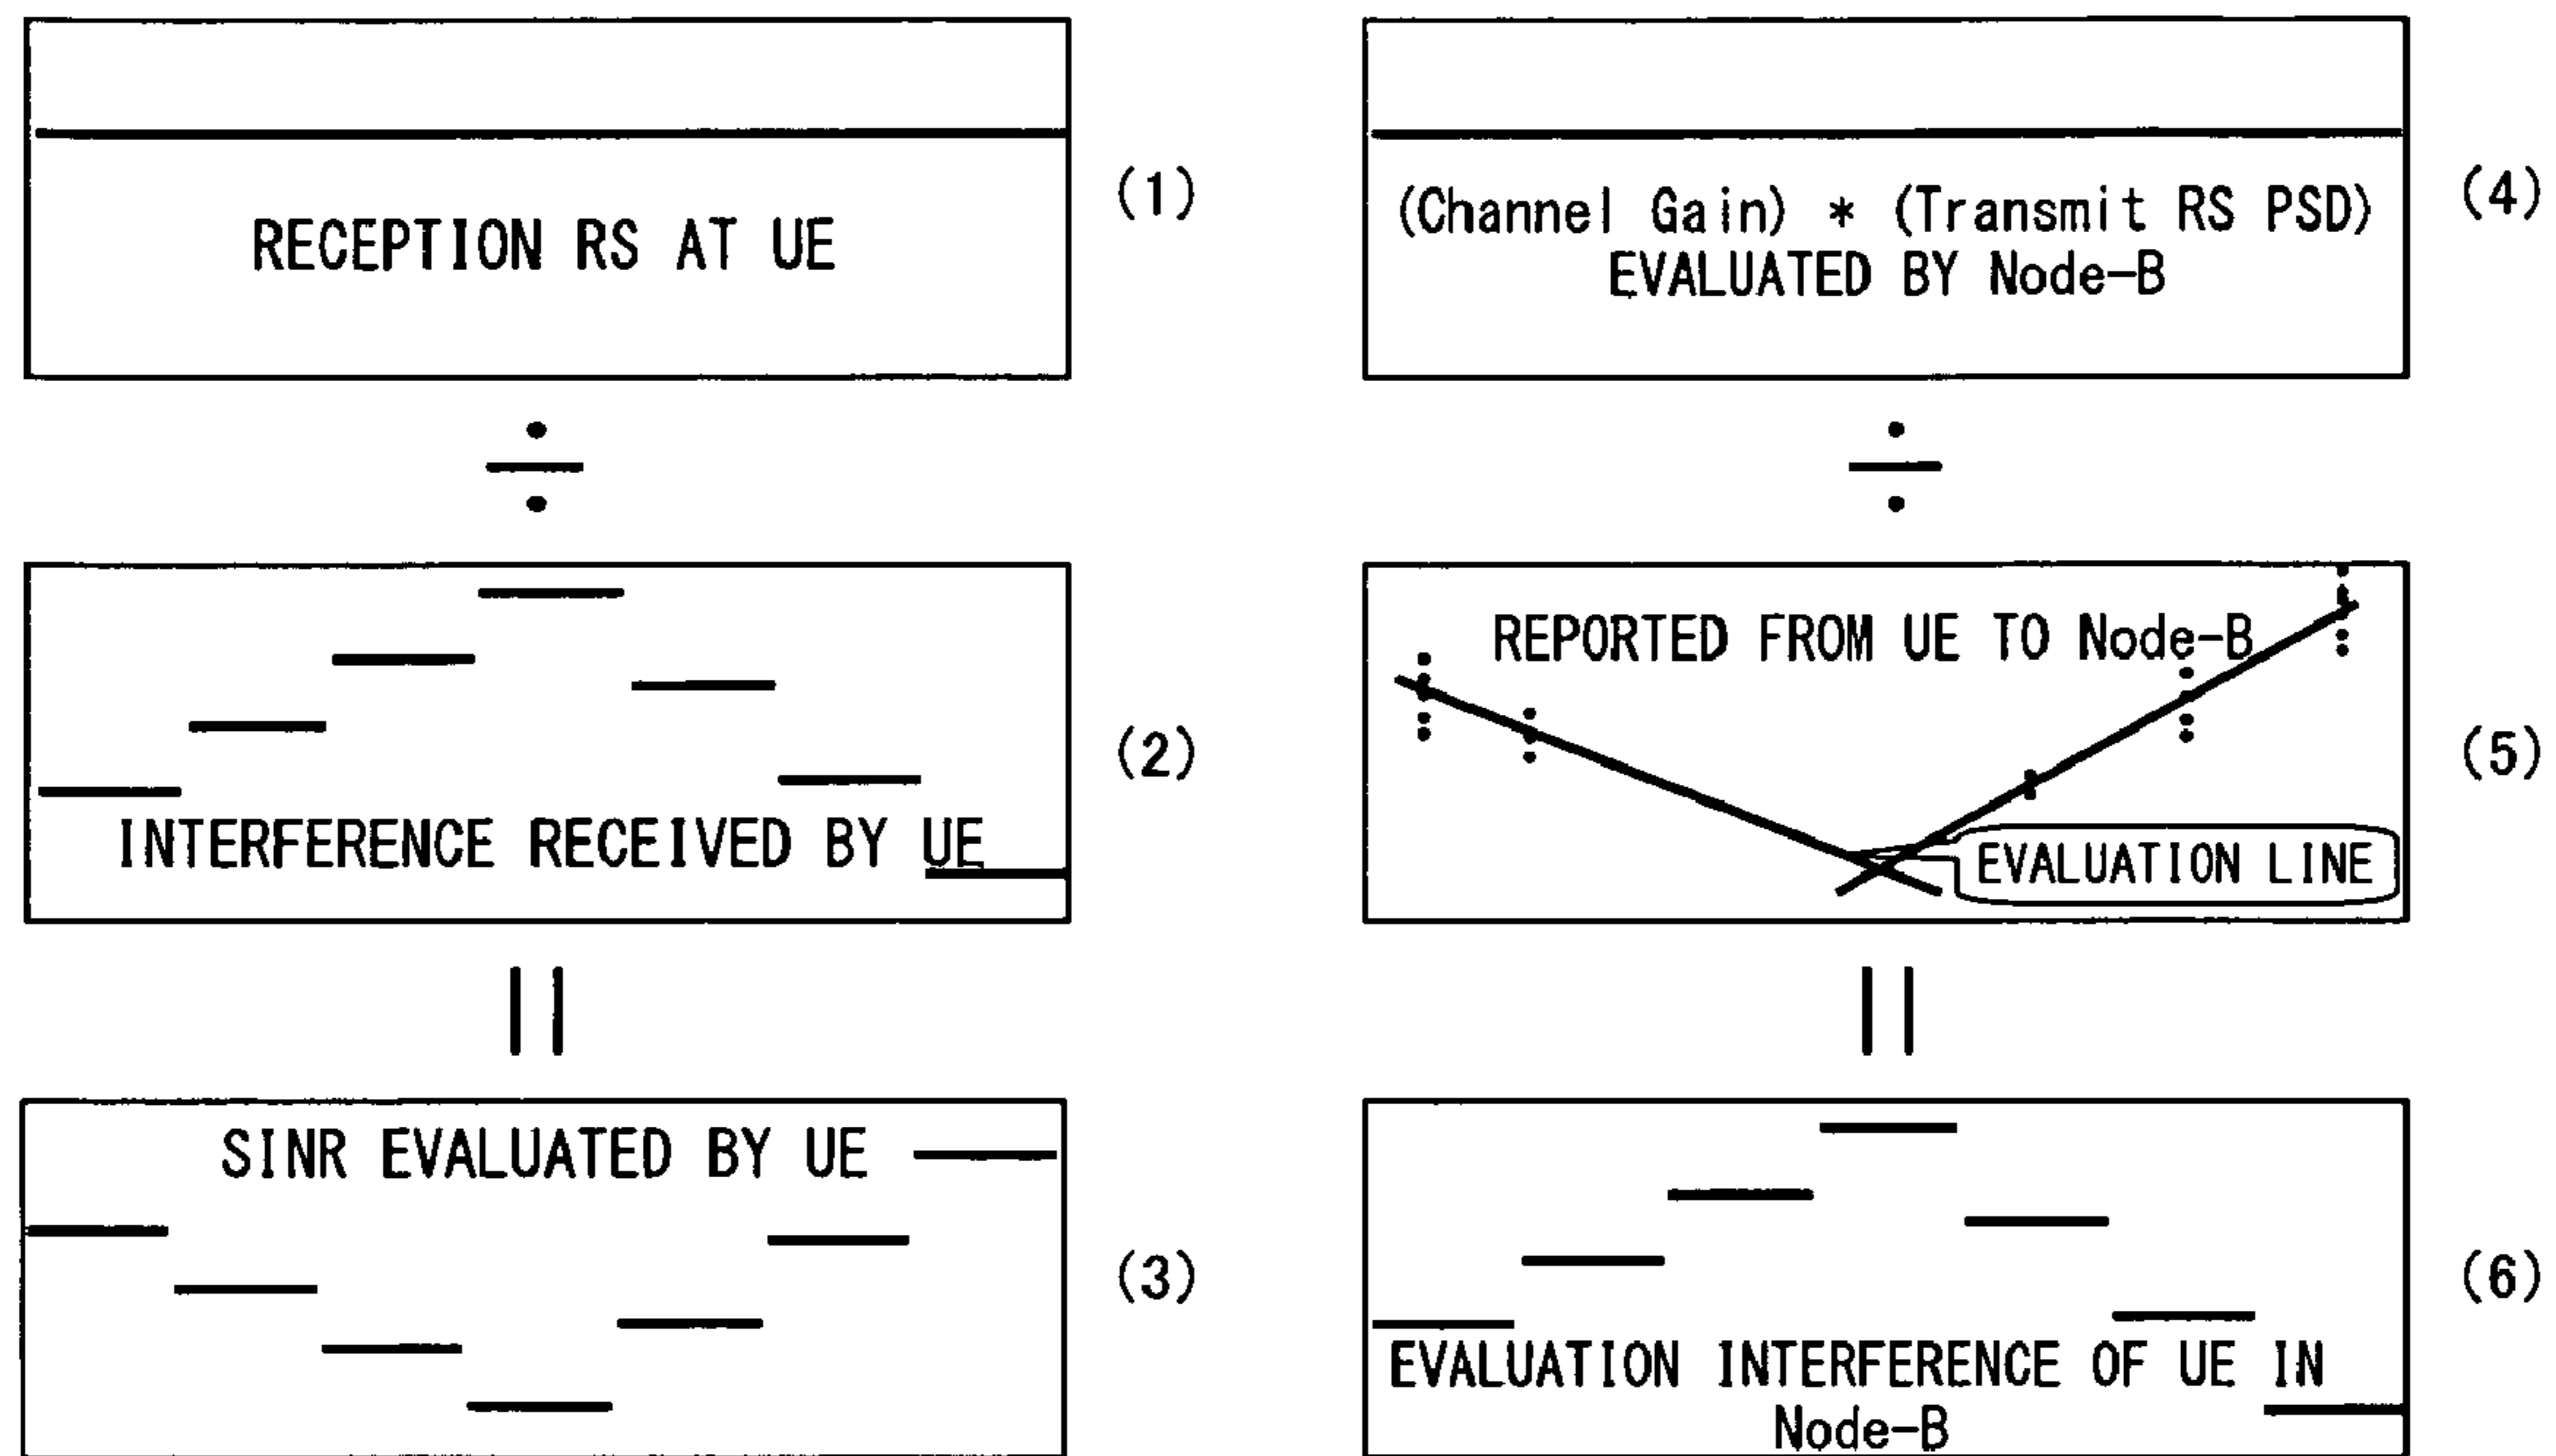 RECEPTION RS AT UE
(1)
÷
INTERFERENCE RECEIVED BY UE
(2)
||
SINR EVALUATED BY UE
(3)
(Channel Gain) * (Transmit RS PSD)
EVALUATED BY Node-B
(4)
÷
REPORTED FROM UE TO Node-B
EVALUATION LINE
(5)
||
EVALUATION INTERFERENCE OF UE IN
Node-B
(6)